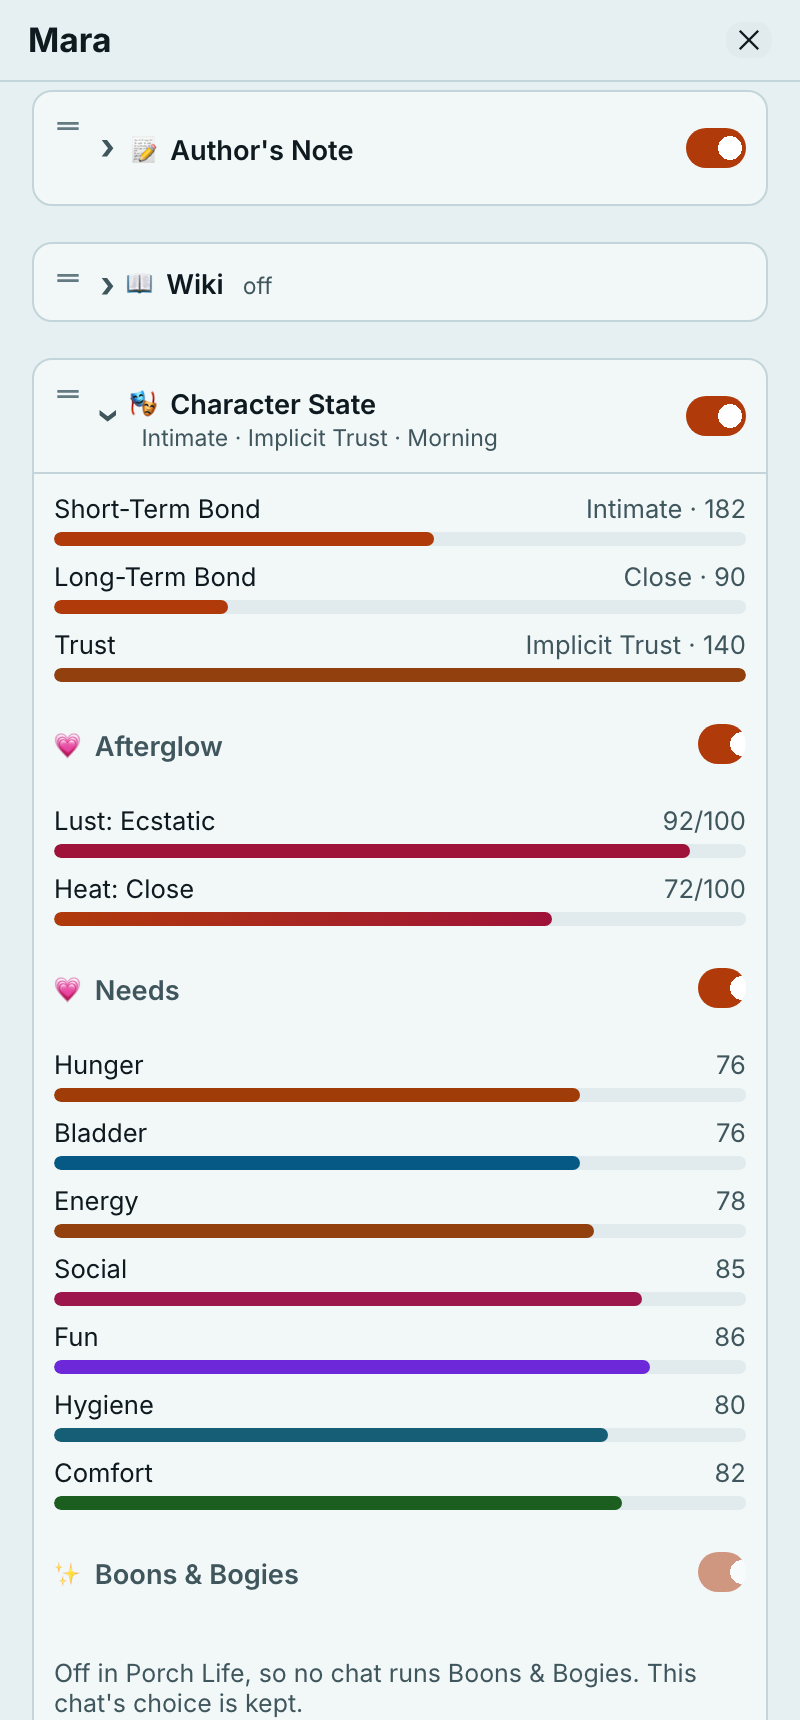 Mara
Author's Note
Wiki off
Character State
Intimate · Implicit Trust · Morning
Short-Term Bond Intimate · 182
Long-Term Bond Close · 90
Trust Implicit Trust · 140
Afterglow
Lust: Ecstatic 92/100
Heat: Close 72/100
Needs
Hunger 76
Bladder 76
Energy 78
Social 85
Fun 86
Hygiene 80
Comfort 82
Boons & Bogies
Off in Porch Life, so no chat runs Boons & Bogies. This
chat's choice is kept.